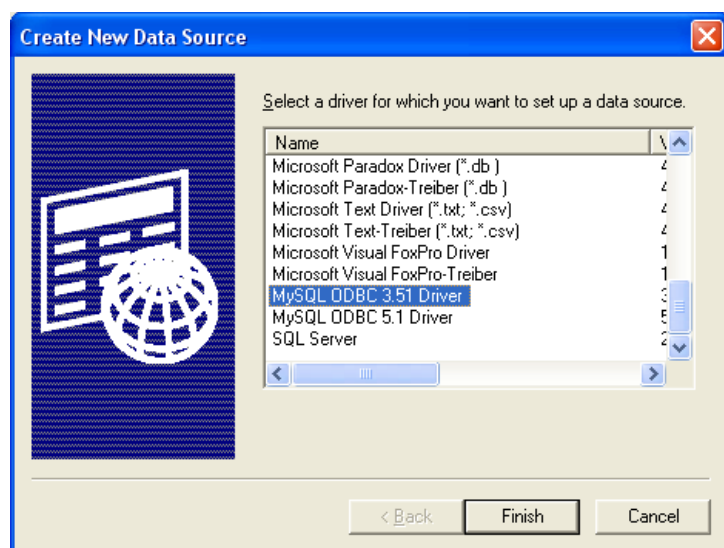 Create New Data Source
Select a driver for which you want to set up a data source.
Name
Microsoft Paradox Driver (*.db )
Microsoft Paradox-Treiber (*.db )
Microsoft Text Driver (*.txt; *.csv)
Microsoft Text-Treiber (*.txt; *.csv)
Microsoft Visual FoxPro Driver
Microsoft Visual FoxPro-Treiber
MySQL ODBC 3.51 Driver
MySQL ODBC 5.1 Driver
SQL Server
< Back Finish Cancel